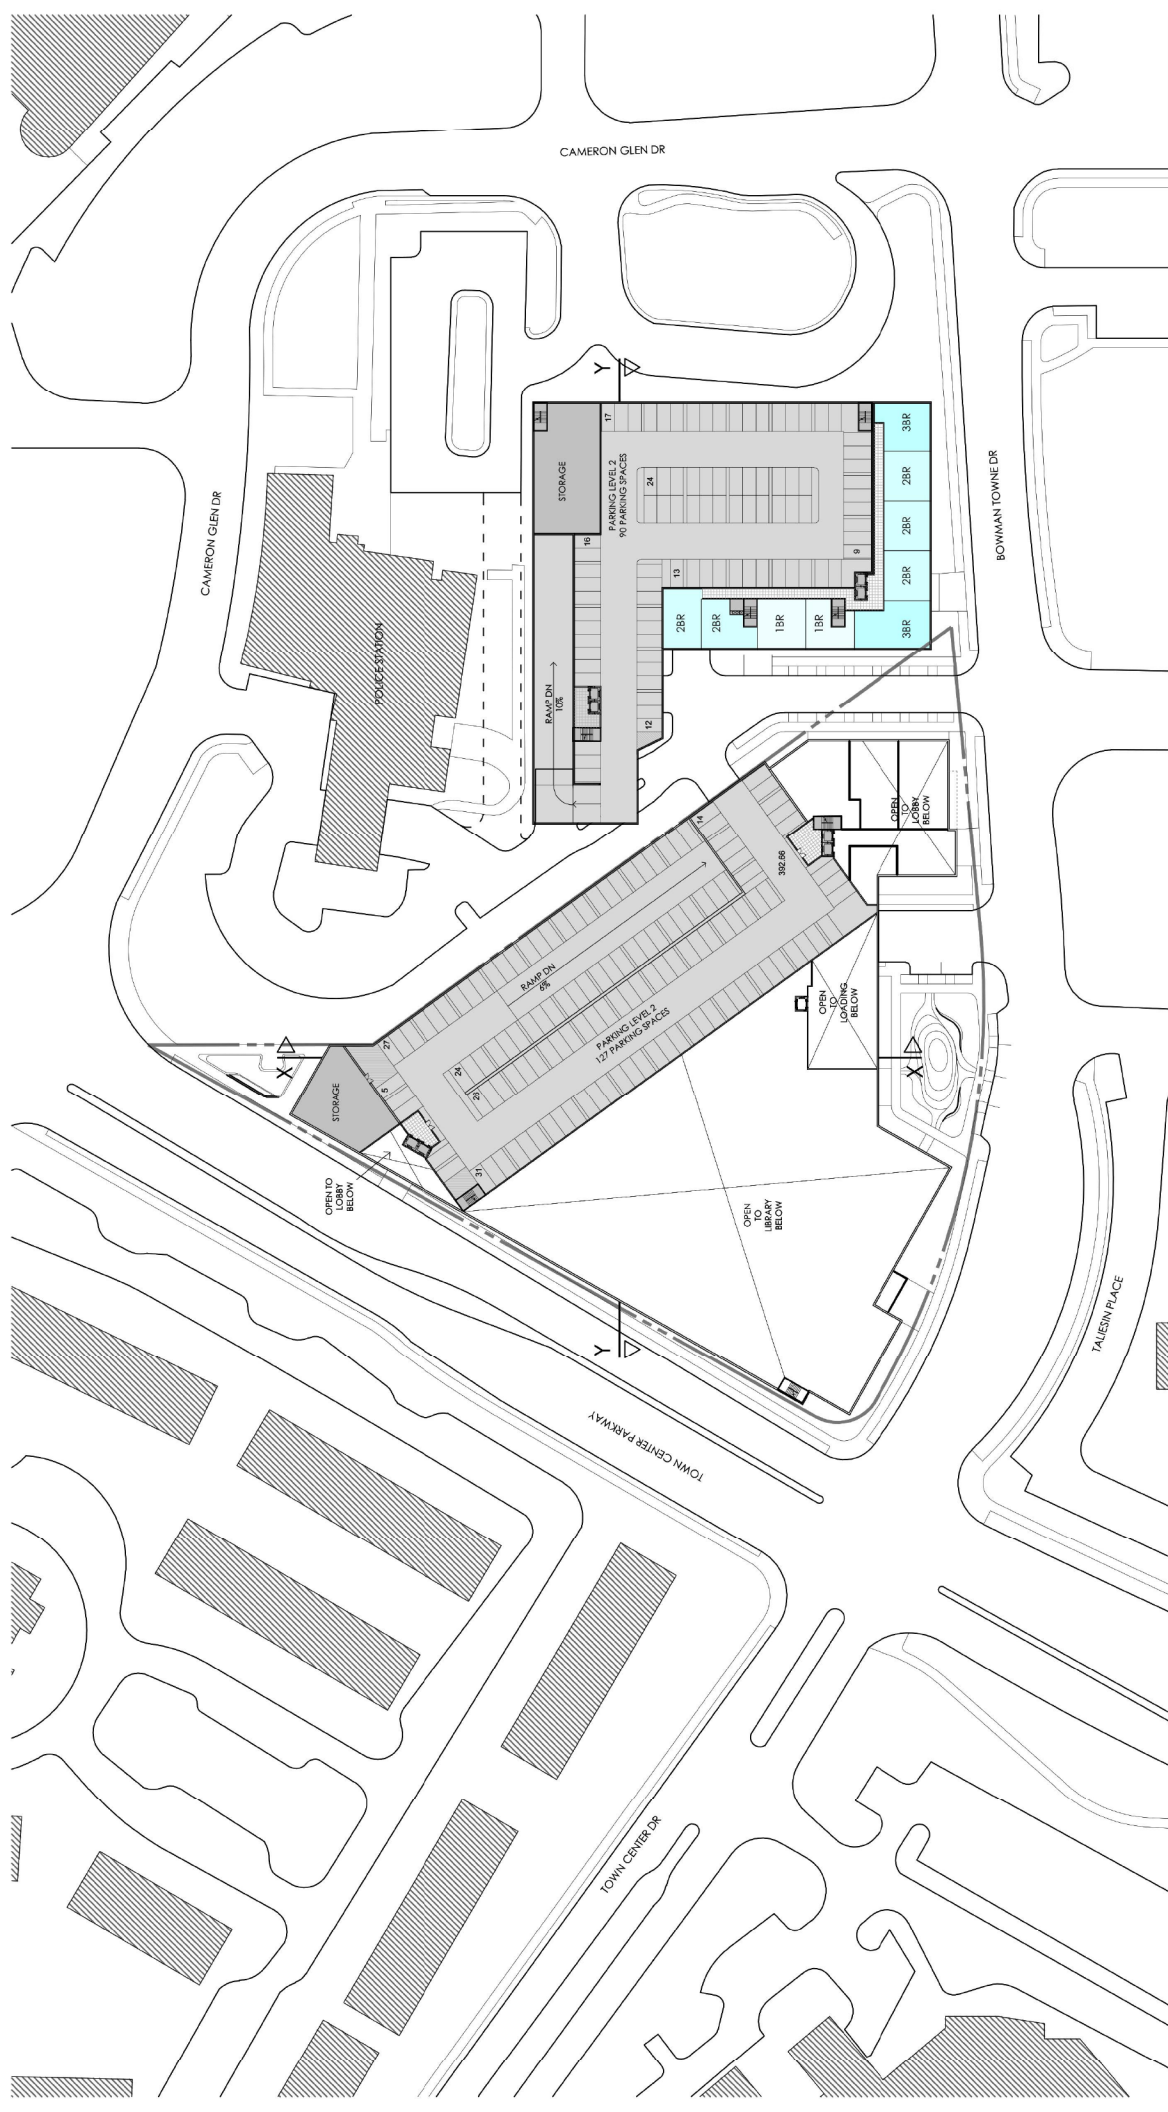 CAMERON GLEN DR
Y
17
STORAGE
PARKING LEVEL 2
90 PARKING SPACES
24
3BR
2BR
2BR
2BR
3BR
BOWMAN TOWNE DR
CAMERON GLEN DR
16
9
13
2BR
2BR
1BR
1BR
POLICE STATION
RAMP DN
10%
12
14
392.66
OPEN
TO
LOBBY
BELOW
RAMP DN
6%
PARKING LEVEL 2
127 PARKING SPACES
OPEN
TO
LOADING
BELOW
X
X
27
24
28
5
31
STORAGE
OPEN TO
LOBBY
BELOW
OPEN
TO
LIBRARY
BELOW
Y
TALIESIN PLACE
TOWN CENTER PARKWAY
TOWN CENTER DR